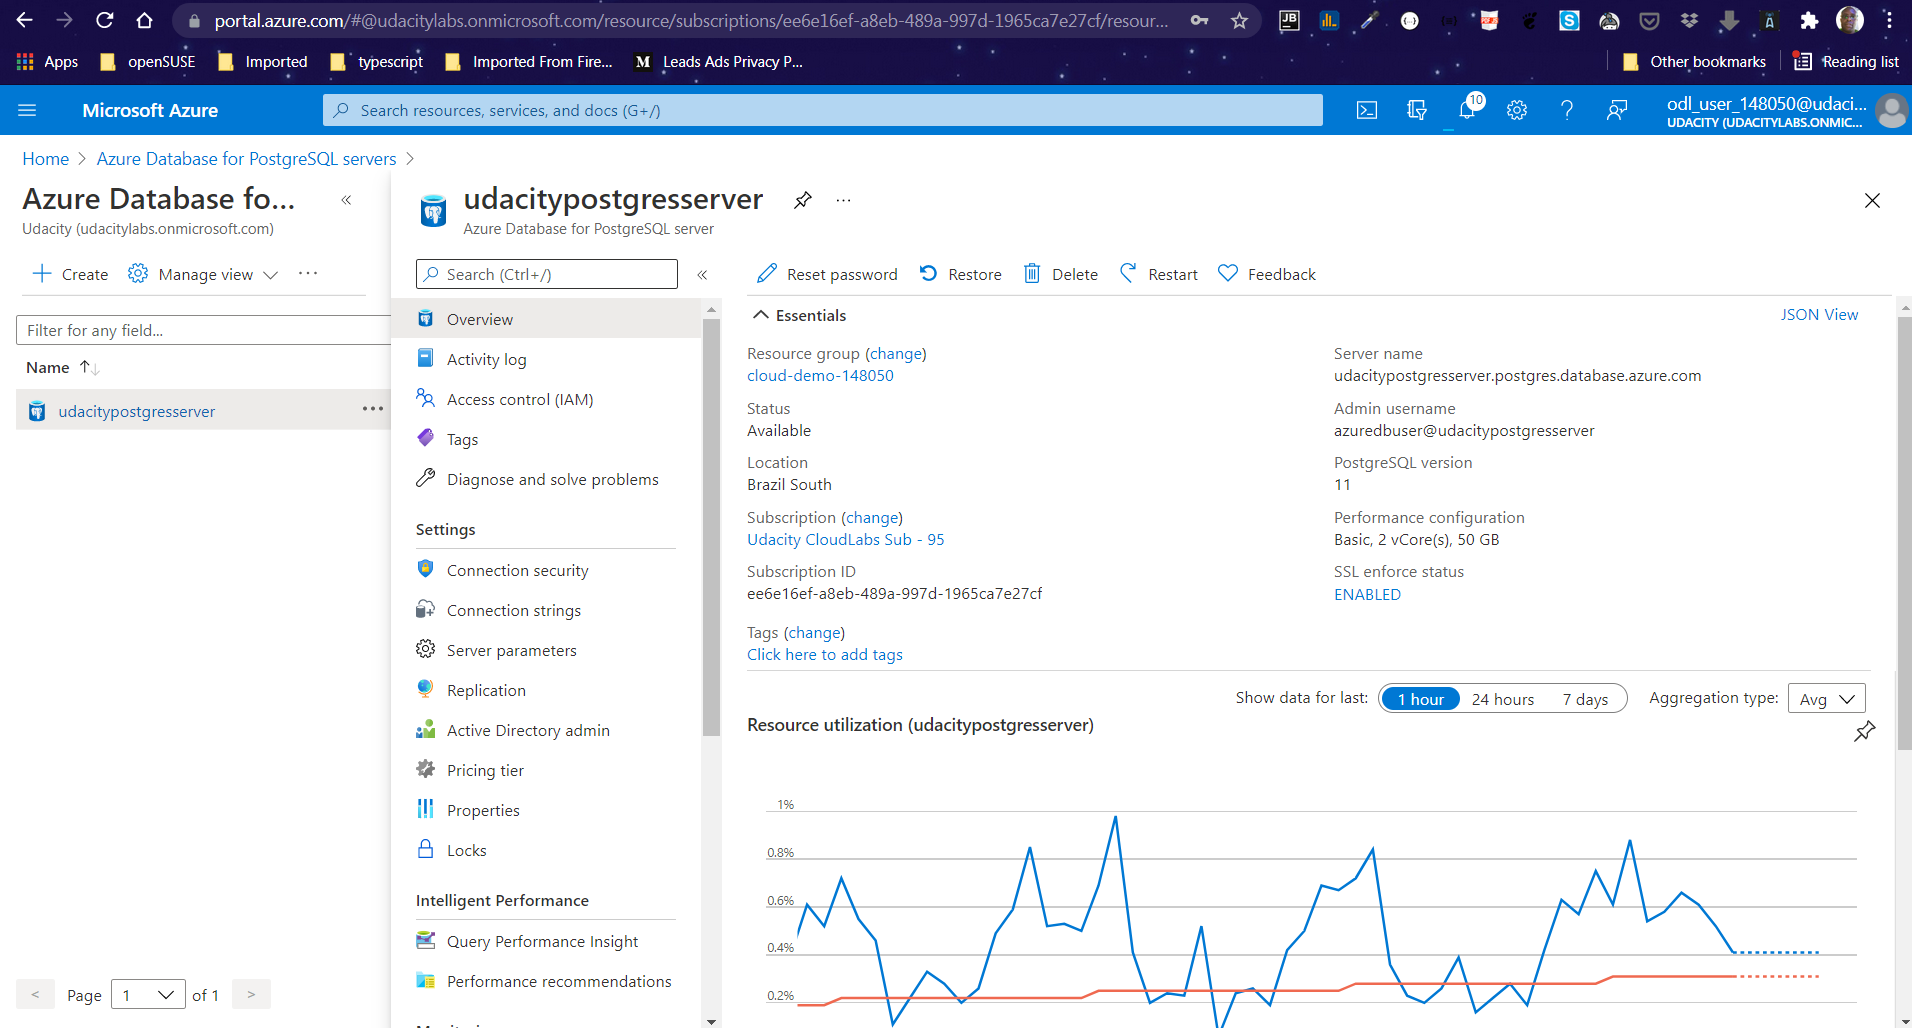 portal.azure.com/#@udacitylabs.onmicrosoft.com/resource/subscriptions/ee6e16ef-a8eb-489a-997d-1965ca7e27cf/resour...
Apps openSUSE Imported typescript Imported From Fire... M Leads Ads Privacy P... Other bookmarks Reading list
Microsoft Azure
Search resources, services, and docs (G+/)
10
odl_user_148050@udaci...
UDACITY (UDACITYLABS.ONMIC...
Home > Azure Database for PostgreSQL servers >
Azure Database fo...
Udacity (udacitylabs.onmicrosoft.com)
Create Manage view ...
Filter for any field...
Name
udacitypostgresserver ...
< Page 1 of 1 >
udacitypostgresserver ...
Azure Database for PostgreSQL server
Search (Ctrl+/)
Overview
Activity log
Access control (IAM)
Tags
Diagnose and solve problems
Settings
Connection security
Connection strings
Server parameters
Replication
Active Directory admin
Pricing tier
Properties
Locks
Intelligent Performance
Query Performance Insight
Performance recommendations
Reset password Restore Delete Restart Feedback
Essentials
JSON View
Resource group (change)
cloud-demo-148050
Status
Available
Location
Brazil South
Subscription (change)
Udacity CloudLabs Sub - 95
Subscription ID
ee6e16ef-a8eb-489a-997d-1965ca7e27cf
Tags (change)
Click here to add tags
Server name
udacitypostgresserver.postgres.database.azure.com
Admin username
azuredbuser@udacitypostgresserver
PostgreSQL version
11
Performance configuration
Basic, 2 vCore(s), 50 GB
SSL enforce status
ENABLED
Show data for last: 1 hour 24 hours 7 days Aggregation type: Avg
Resource utilization (udacitypostgresserver)
1%
0.8%
0.6%
0.4%
0.2%